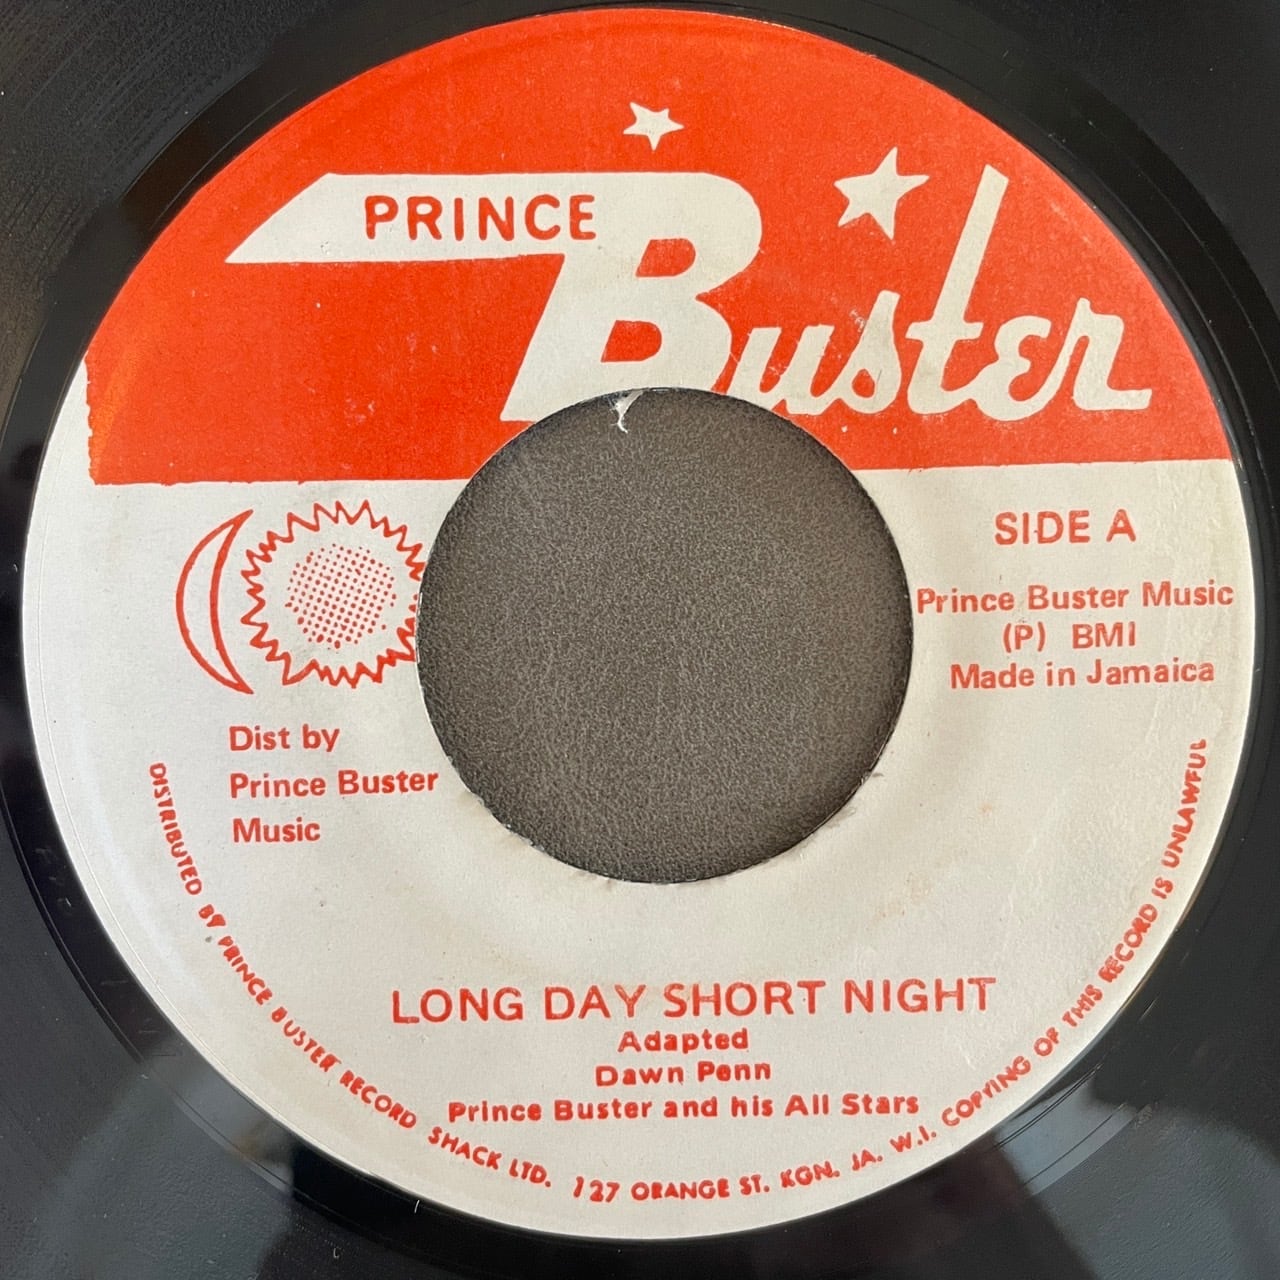 PRINCE
Buster
SIDE A
Prince Buster Music
(P) BMI
Made in Jamaica
Dist by
Prince Buster
Music
LONG DAY SHORT NIGHT
Adapted
Dawn Penn
Prince Buster and his All Stars
DISTRIBUTED BY PRINCE BUSTER RECORD SHACK LTD. 127 ORANGE ST. KGN. JA. W.I. COPYING OF THIS RECORD IS UNLAWFUL